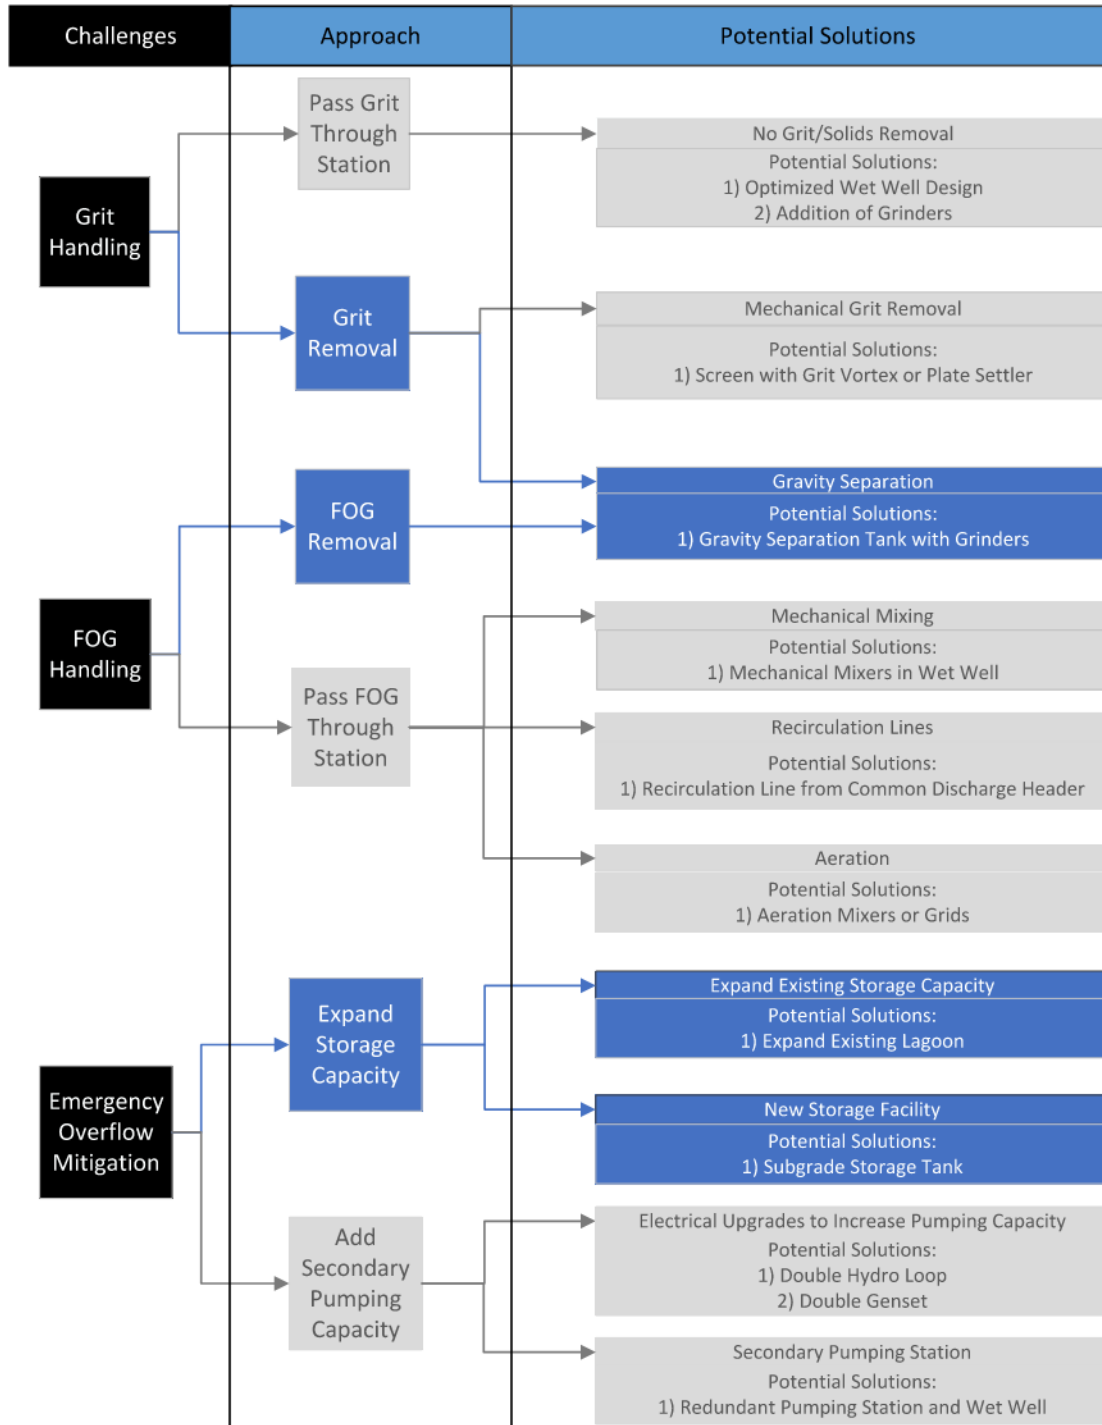 Challenges
Approach
Potential Solutions
Grit
Handling
Pass Grit
Through
Station
No Grit/Solids Removal
Potential Solutions:
1) Optimized Wet Well Design
2) Addition of Grinders
Grit
Removal
Mechanical Grit Removal
Potential Solutions:
1) Screen with Grit Vortex or Plate Settler
Gravity Separation
Potential Solutions:
1) Gravity Separation Tank with Grinders
FOG
Handling
FOG
Removal
Pass FOG
Through
Station
Mechanical Mixing
Potential Solutions:
1) Mechanical Mixers in Wet Well
Recirculation Lines
Potential Solutions:
1) Recirculation Line from Common Discharge Header
Aeration
Potential Solutions:
1) Aeration Mixers or Grids
Emergency
Overflow
Mitigation
Expand
Storage
Capacity
Expand Existing Storage Capacity
Potential Solutions:
1) Expand Existing Lagoon
New Storage Facility
Potential Solutions:
1) Subgrade Storage Tank
Add
Secondary
Pumping
Capacity
Electrical Upgrades to Increase Pumping Capacity
Potential Solutions:
1) Double Hydro Loop
2) Double Genset
Secondary Pumping Station
Potential Solutions:
1) Redundant Pumping Station and Wet Well